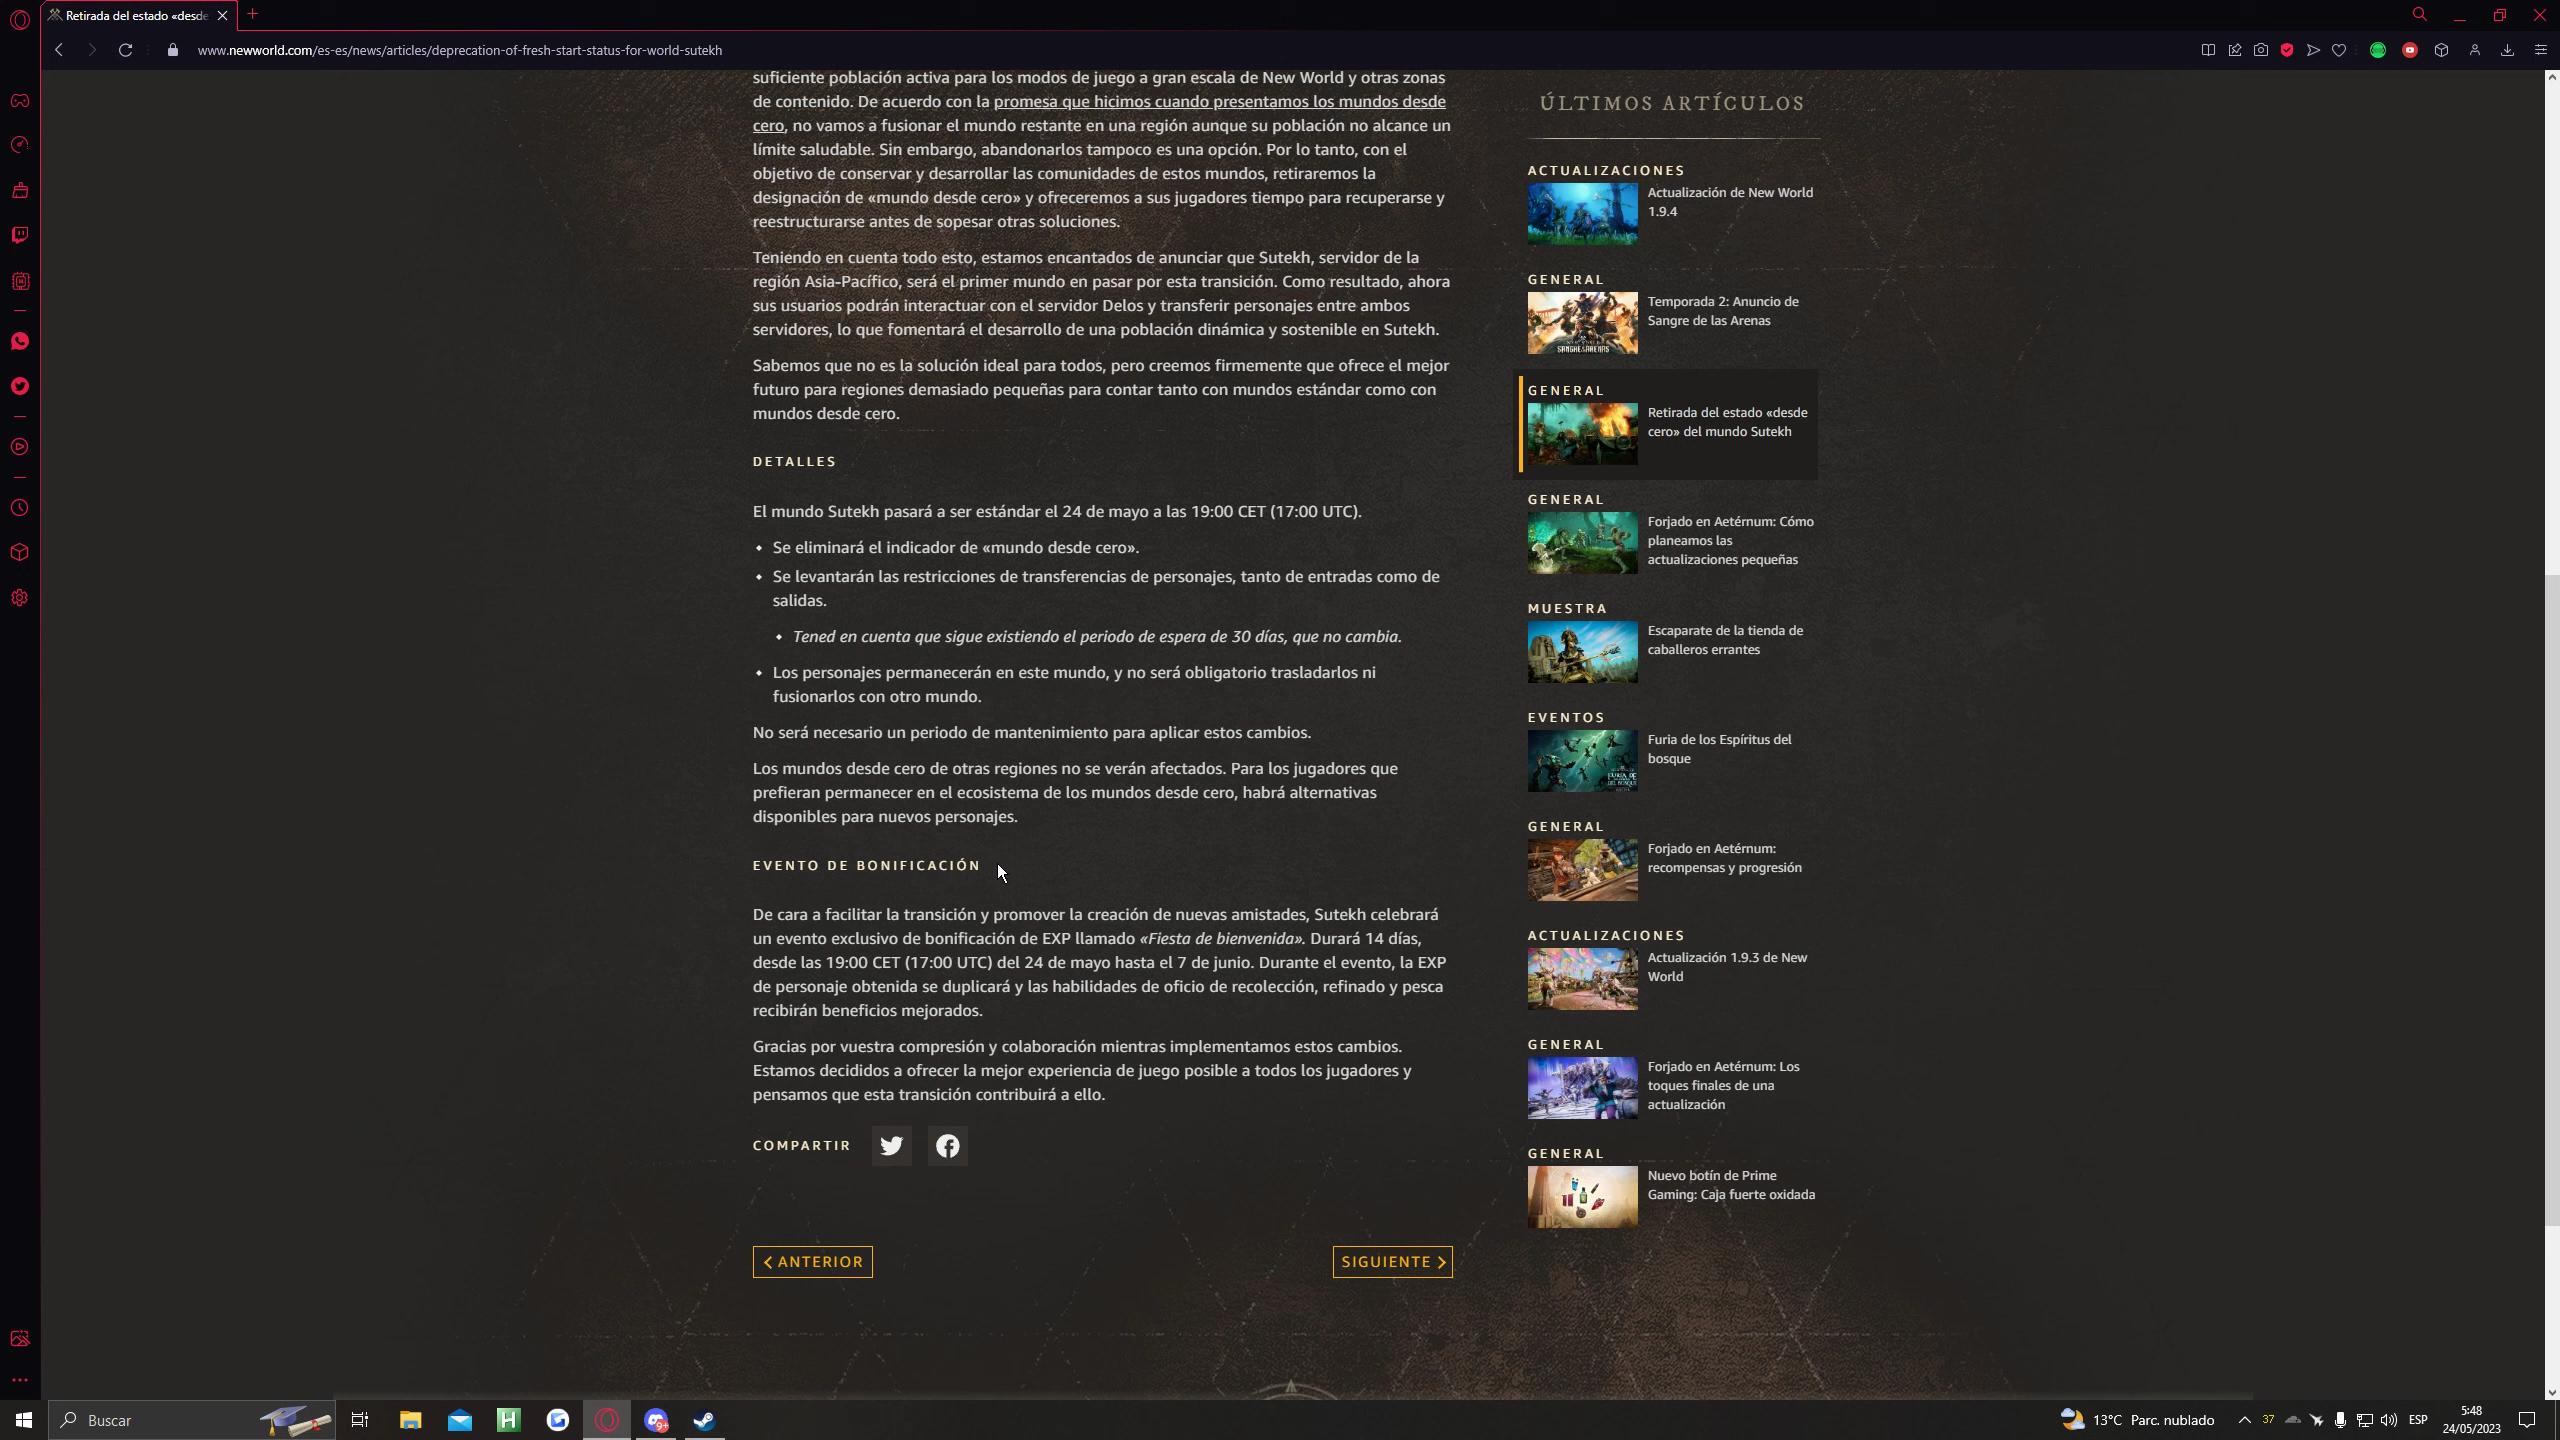 Retirada del estado «desde
www.newworld.com/es-es/news/articles/deprecation-of-fresh-start-status-for-world-sutekh
suficiente población activa para los modos de juego a gran escala de New World y otras zonas
de contenido. De acuerdo con la promesa que hicimos cuando presentamos los mundos desde
cero, no vamos a fusionar el mundo restante en una región aunque su población no alcance un
límite saludable. Sin embargo, abandonarlos tampoco es una opción. Por lo tanto, con el
objetivo de conservar y desarrollar las comunidades de estos mundos, retiraremos la
designación de «mundo desde cero» y ofreceremos a sus jugadores tiempo para recuperarse y
reestructurarse antes de sopesar otras soluciones.
Teniendo en cuenta todo esto, estamos encantados de anunciar que Sutekh, servidor de la
región Asia-Pacífico, será el primer mundo en pasar por esta transición. Como resultado, ahora
sus usuarios podrán interactuar con el servidor Delos y transferir personajes entre ambos
servidores, lo que fomentará el desarrollo de una población dinámica y sostenible en Sutekh.
Sabemos que no es la solución ideal para todos, pero creemos firmemente que ofrece el mejor
futuro para regiones demasiado pequeñas para contar tanto con mundos estándar como con
mundos desde cero.
DETALLES
El mundo Sutekh pasará a ser estándar el 24 de mayo a las 19:00 CET (17:00 UTC).
• Se eliminará el indicador de «mundo desde cero».
• Se levantarán las restricciones de transferencias de personajes, tanto de entradas como de
salidas.
• Tened en cuenta que sigue existiendo el periodo de espera de 30 días, que no cambia.
• Los personajes permanecerán en este mundo, y no será obligatorio trasladarlos ni
fusionarlos con otro mundo.
No será necesario un periodo de mantenimiento para aplicar estos cambios.
Los mundos desde cero de otras regiones no se verán afectados. Para los jugadores que
prefieran permanecer en el ecosistema de los mundos desde cero, habrá alternativas
disponibles para nuevos personajes.
EVENTO DE BONIFICACIÓN
De cara a facilitar la transición y promover la creación de nuevas amistades, Sutekh celebrará
un evento exclusivo de bonificación de EXP llamado «Fiesta de bienvenida». Durará 14 días,
desde las 19:00 CET (17:00 UTC) del 24 de mayo hasta el 7 de junio. Durante el evento, la EXP
de personaje obtenida se duplicará y las habilidades de oficio de recolección, refinado y pesca
recibirán beneficios mejorados.
Gracias por vuestra compresión y colaboración mientras implementamos estos cambios.
Estamos decididos a ofrecer la mejor experiencia de juego posible a todos los jugadores y
pensamos que esta transición contribuirá a ello.
COMPARTIR
ANTERIOR
SIGUIENTE
ÚLTIMOS ARTÍCULOS
ACTUALIZACIONES
Actualización de New World
1.9.4
GENERAL
Temporada 2: Anuncio de
Sangre de las Arenas
GENERAL
Retirada del estado «desde
cero» del mundo Sutekh
GENERAL
Forjado en Aetérnum: Cómo
planeamos las
actualizaciones pequeñas
MUESTRA
Escaparate de la tienda de
caballeros errantes
EVENTOS
Furia de los Espíritus del
bosque
GENERAL
Forjado en Aetérnum:
recompensas y progresión
ACTUALIZACIONES
Actualización 1.9.3 de New
World
GENERAL
Forjado en Aetérnum: Los
toques finales de una
actualización
GENERAL
Nuevo botín de Prime
Gaming: Caja fuerte oxidada
Buscar
H
9+
13°C Parc. nublado
37
ESP
5:48
24/05/2023